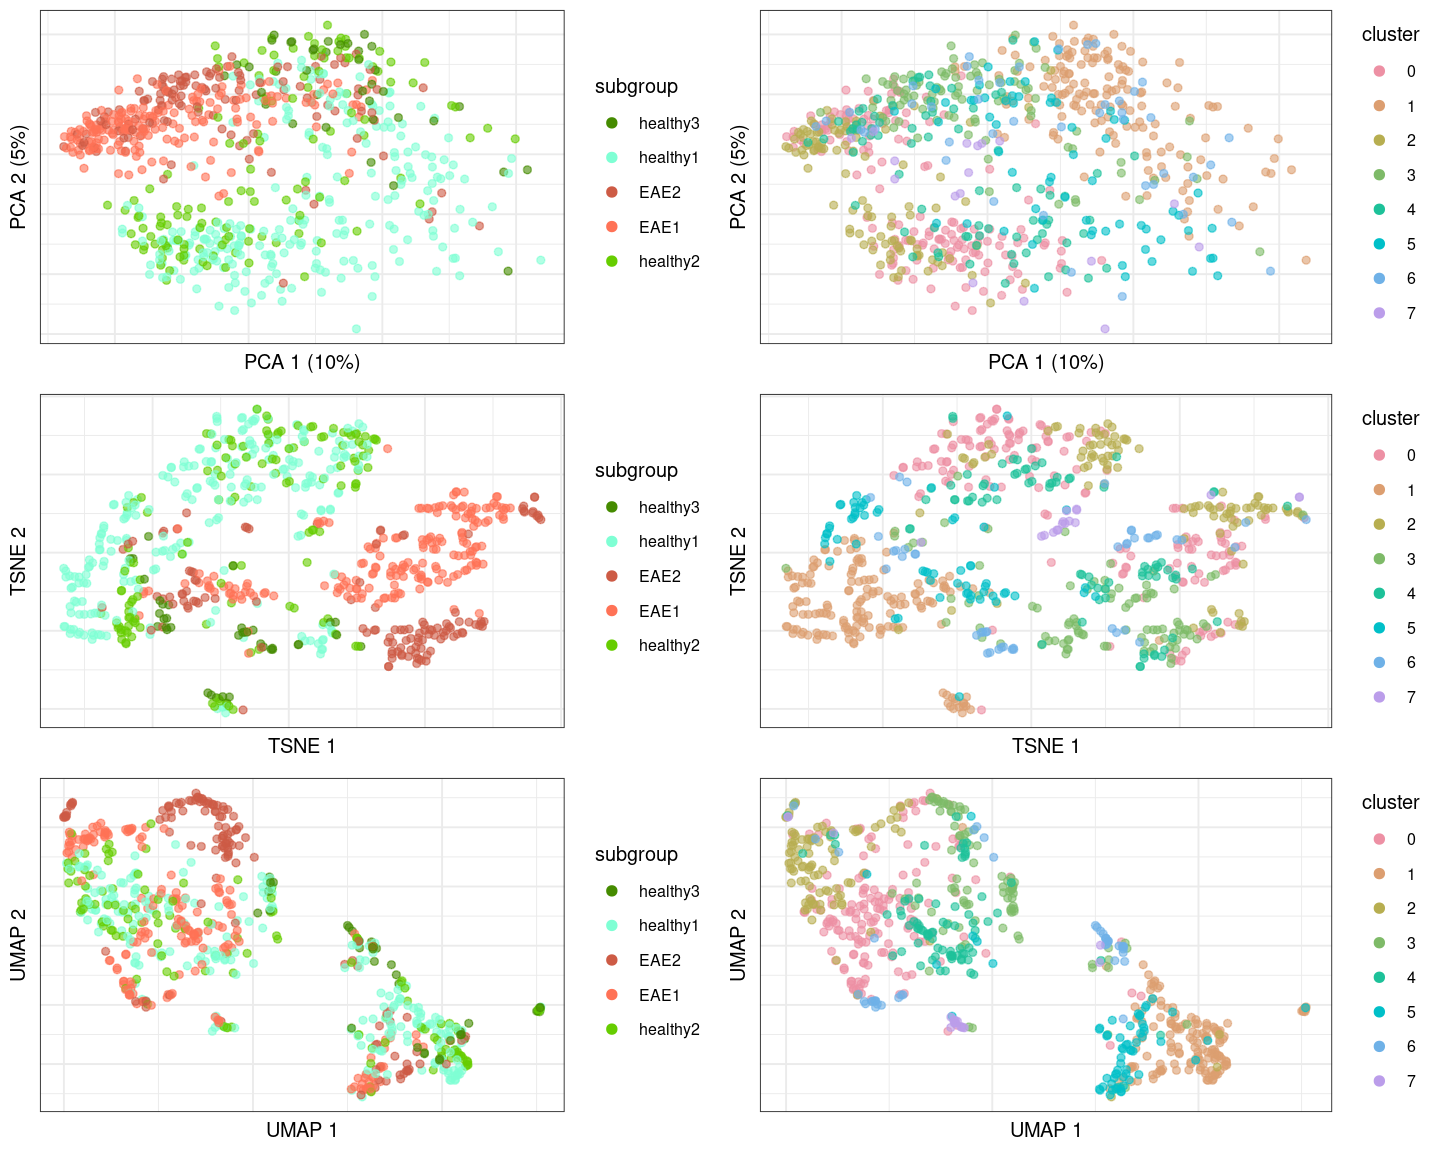 PCA 2 (5%)
PCA 1 (10%)
subgroup
healthy3
healthy1
EAE2
EAE1
healthy2
PCA 2 (5%)
PCA 1 (10%)
cluster
0
1
2
3
4
5
6
7
TSNE 2
TSNE 1
subgroup
healthy3
healthy1
EAE2
EAE1
healthy2
TSNE 2
TSNE 1
cluster
0
1
2
3
4
5
6
7
UMAP 2
UMAP 1
subgroup
healthy3
healthy1
EAE2
EAE1
healthy2
UMAP 2
UMAP 1
cluster
0
1
2
3
4
5
6
7